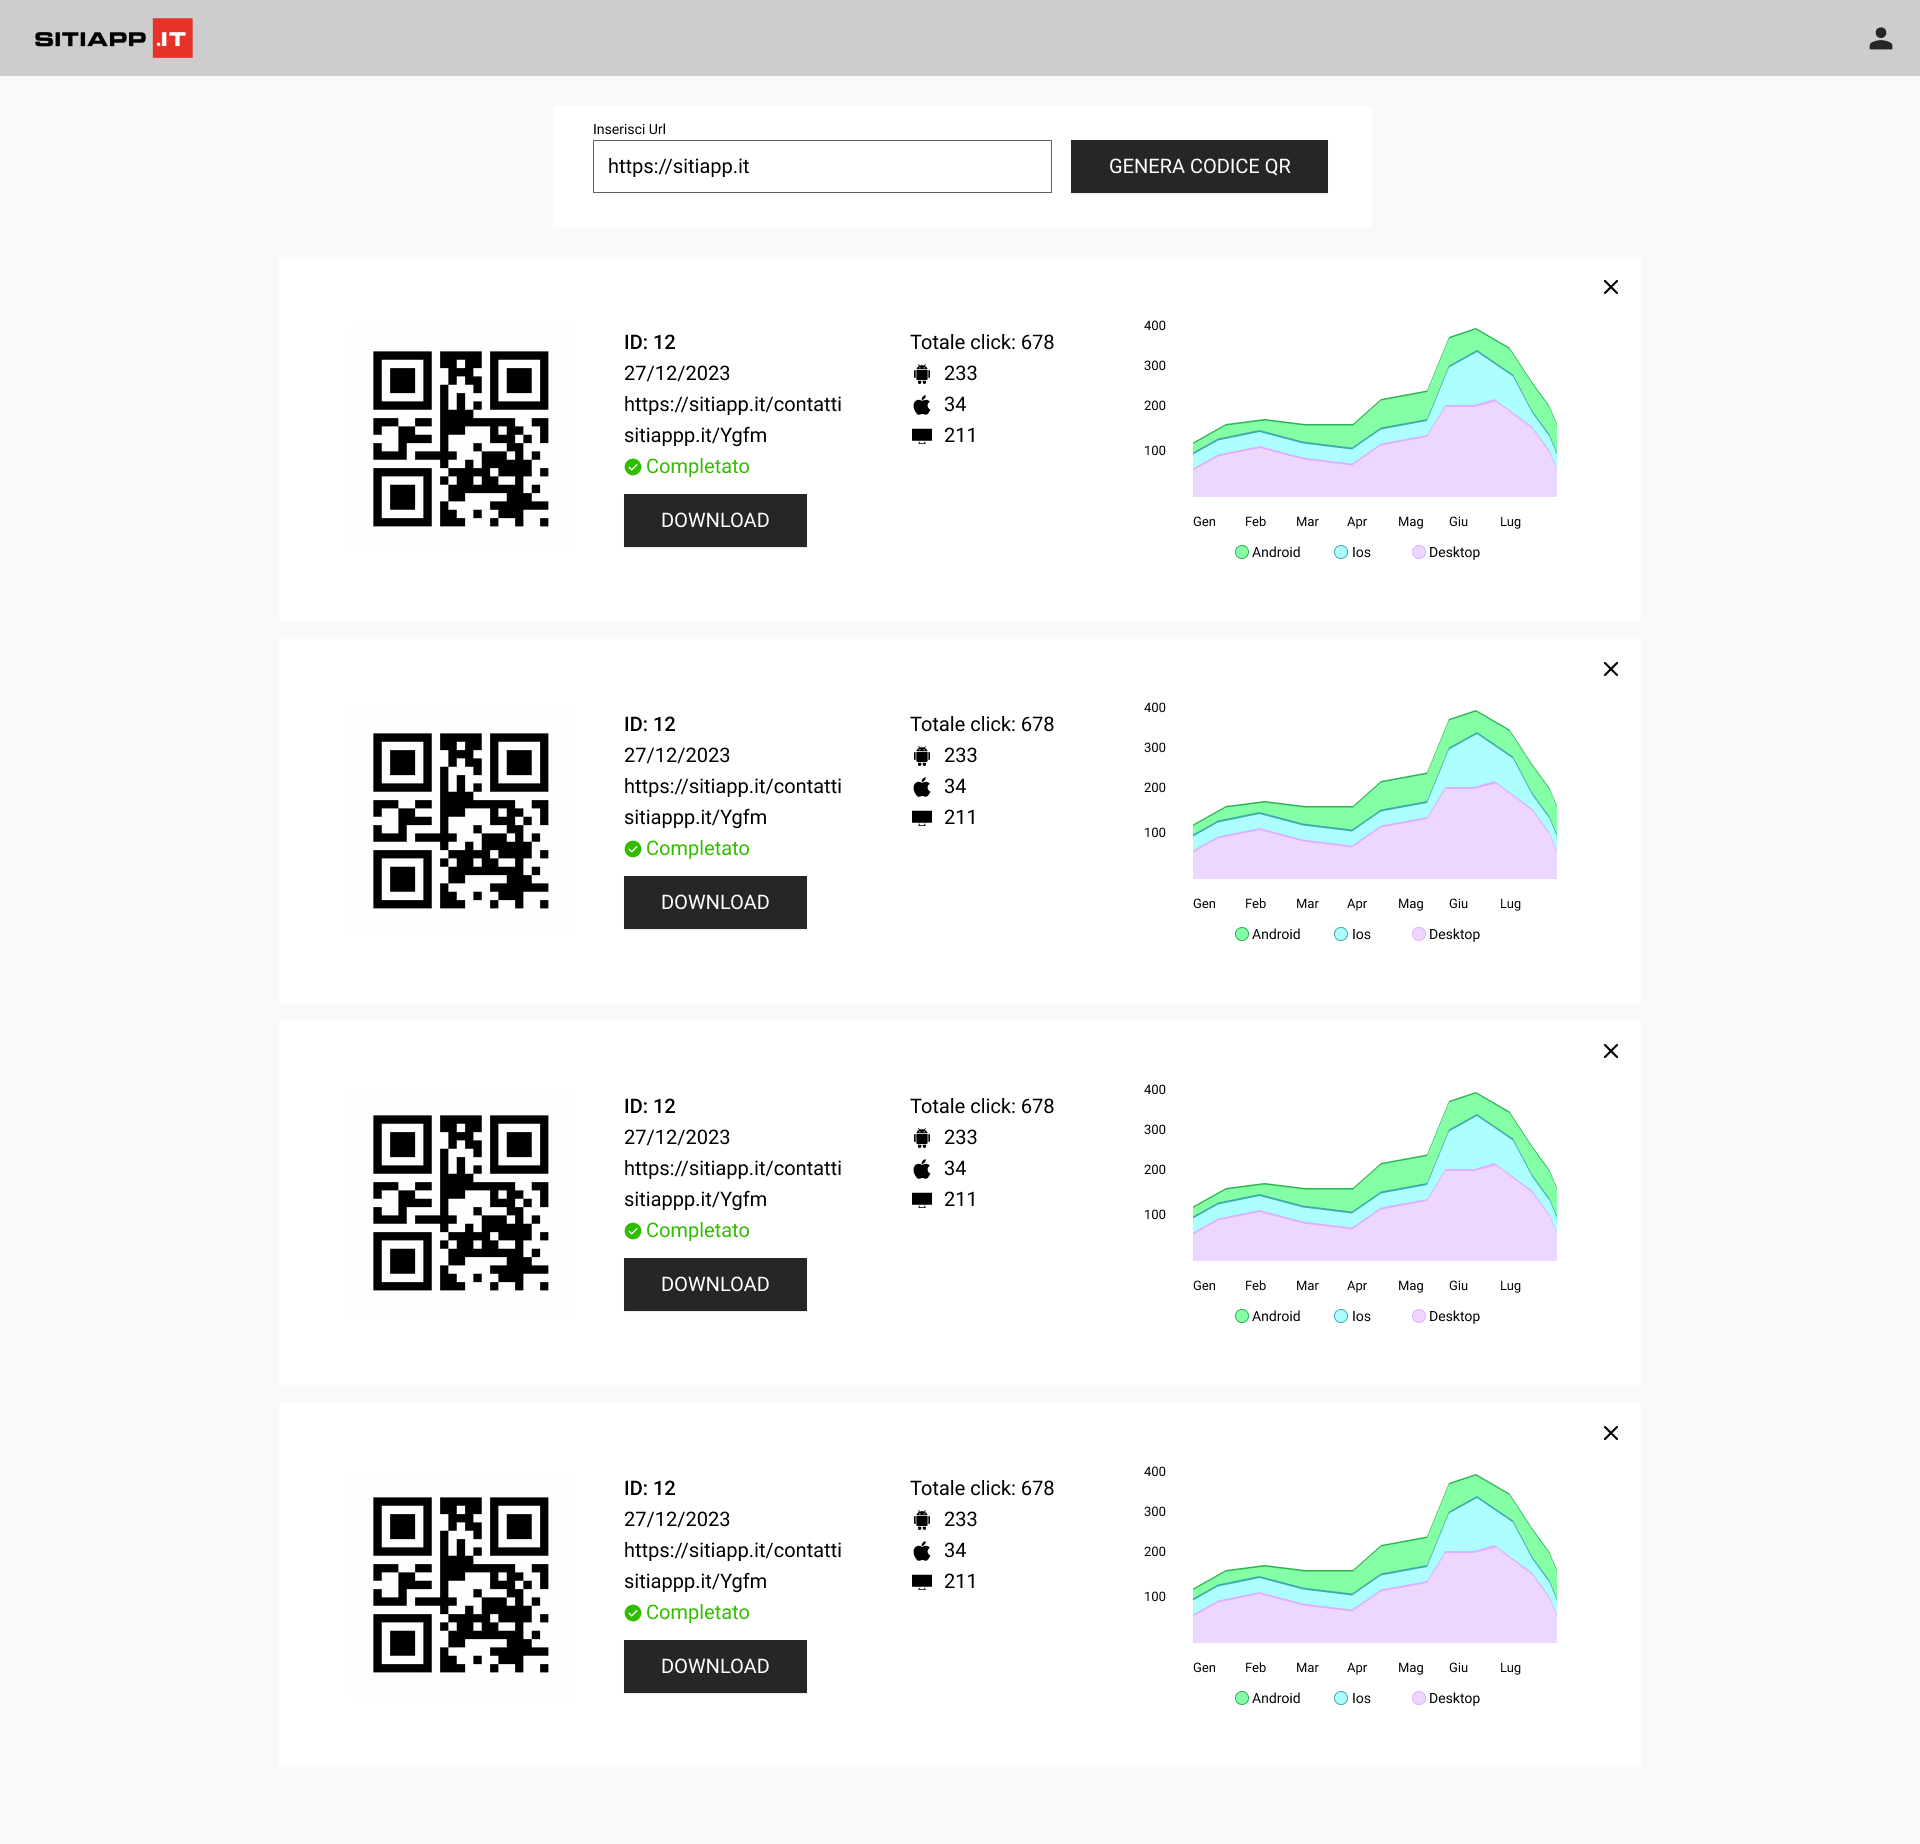 SITIAPP .IT
Inserisci Url
https://sitiapp.it
GENERA CODICE QR
ID: 12
27/12/2023
https://sitiapp.it/contatti
sitiappp.it/Ygfm
Completato
DOWNLOAD
Totale click: 678
233
34
211
400
300
200
100
Gen Feb Mar Apr Mag Giu Lug
Android Ios Desktop
ID: 12
27/12/2023
https://sitiapp.it/contatti
sitiappp.it/Ygfm
Completato
DOWNLOAD
Totale click: 678
233
34
211
400
300
200
100
Gen Feb Mar Apr Mag Giu Lug
Android Ios Desktop
ID: 12
27/12/2023
https://sitiapp.it/contatti
sitiappp.it/Ygfm
Completato
DOWNLOAD
Totale click: 678
233
34
211
400
300
200
100
Gen Feb Mar Apr Mag Giu Lug
Android Ios Desktop
ID: 12
27/12/2023
https://sitiapp.it/contatti
sitiappp.it/Ygfm
Completato
DOWNLOAD
Totale click: 678
233
34
211
400
300
200
100
Gen Feb Mar Apr Mag Giu Lug
Android Ios Desktop